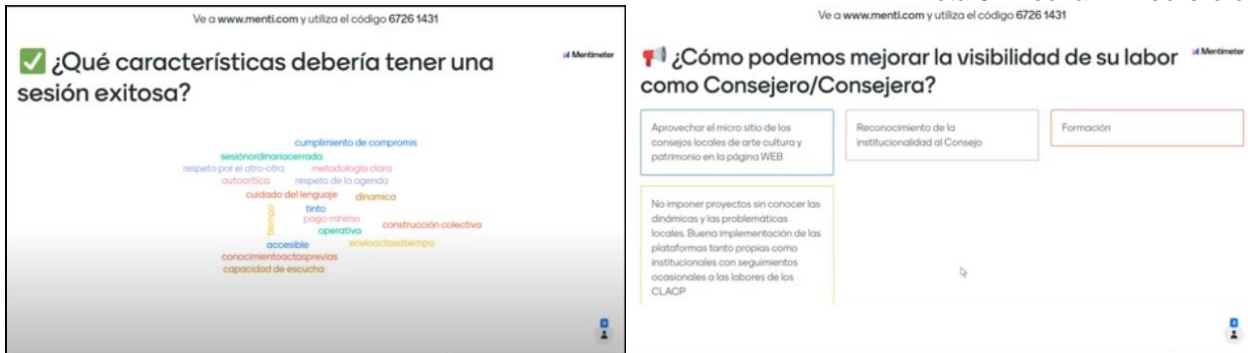 Ve a www.menti.com y utiliza el código 6726 1431
✅ ¿Qué características debería tener una
sesión exitosa?
Mentimeter
cumplimiento de compromis
sesiónordinariacerrada
respeto por el otro-otra metodología clara
autocrítica respeto de la agenda
cuidado del lenguaje dinamica
tiempo
tinto
pago mínimo
construcción colectiva
operativa
accesible envioactasatiempo
conocimientoactasprevias
capacidad de escucha
Ve a www.menti.com y utiliza el código 6726 1431
📢 ¿Cómo podemos mejorar la visibilidad de su labor
como Consejero/Consejera?
Mentimeter
Aprovechar el micro sitio de los
consejos locales de arte cultura y
patrimonio en la página WEB
Reconocimiento de la
institucionalidad al Consejo
Formación
No imponer proyectos sin conocer las
dinámicas y las problemáticas
locales. Buena implementación de las
plataformas tanto propias como
institucionales con seguimientos
ocasionales a las labores de los
CLACP